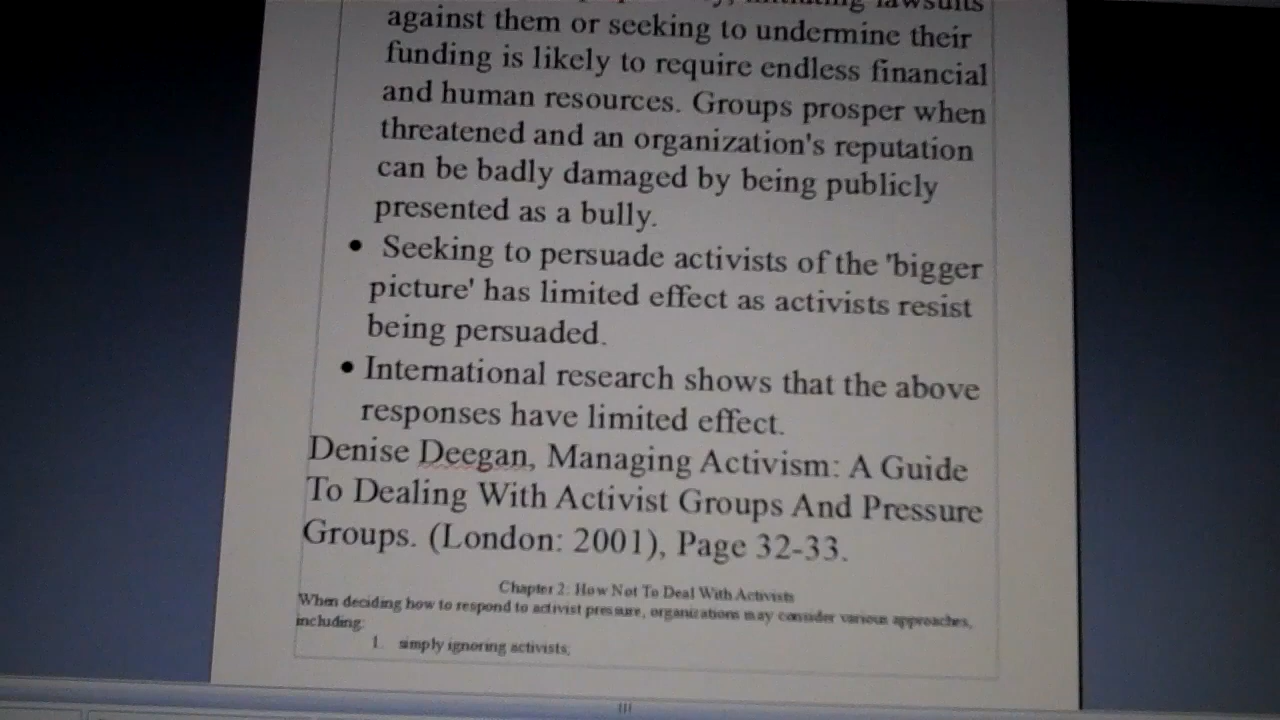 lawsuits
against them or seeking to undermine their
funding is likely to require endless financial
and human resources. Groups prosper when
threatened and an organization's reputation
can be badly damaged by being publicly
presented as a bully.
• Seeking to persuade activists of the 'bigger
picture' has limited effect as activists resist
being persuaded.
• International research shows that the above
responses have limited effect.
Denise Deegan, Managing Activism: A Guide
To Dealing With Activist Groups And Pressure
Groups. (London: 2001), Page 32-33.
Chapter 2: How Not To Deal With Activists
When deciding how to respond to activist pressure, organizations may consider various approaches,
including:
1. simply ignoring activists;